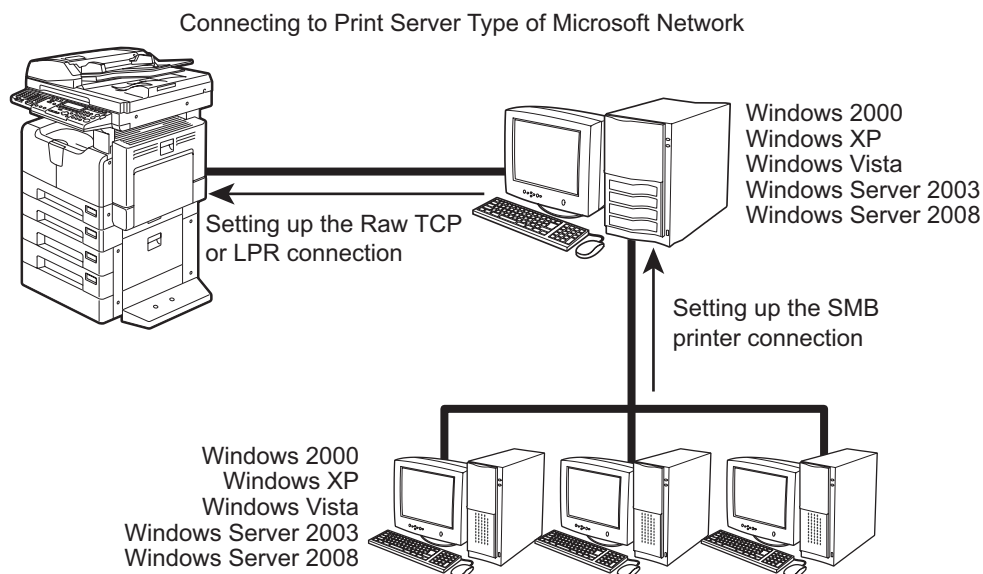 Connecting to Print Server Type of Microsoft Network
Windows 2000
Windows XP
Windows Vista
Windows Server 2003
Windows Server 2008
Setting up the Raw TCP
or LPR connection
Setting up the SMB
printer connection
Windows 2000
Windows XP
Windows Vista
Windows Server 2003
Windows Server 2008